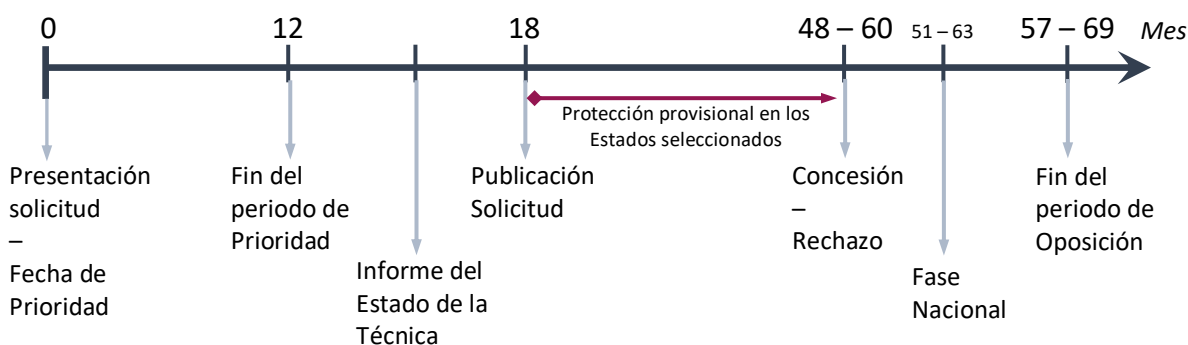 0
12
18
48 – 60
51 – 63
57 – 69
Mes
Protección provisional en los
Estados seleccionados
Presentación
solicitud
–
Fecha de
Prioridad
Fin del
periodo de
Prioridad
Informe del
Estado de la
Técnica
Publicación
Solicitud
Concesión
–
Rechazo
Fase
Nacional
Fin del
periodo de
Oposición